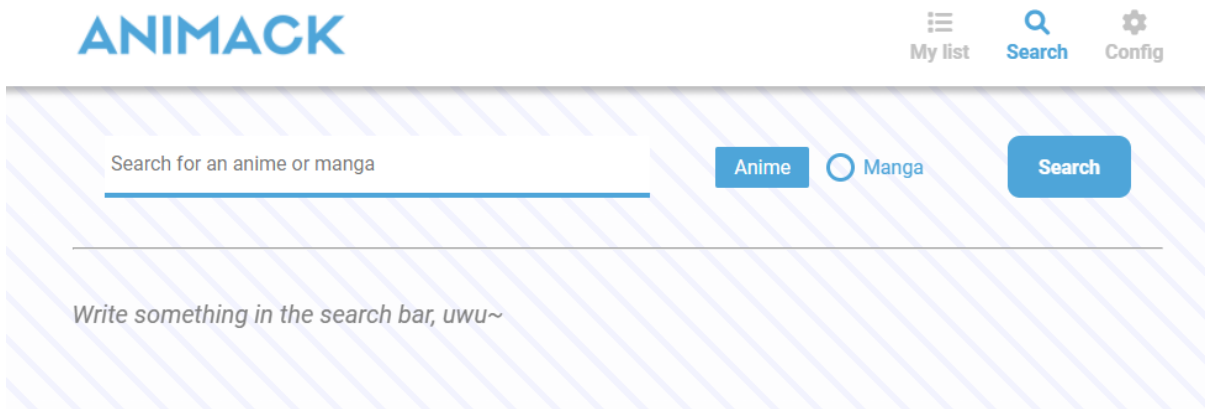 ANIMACK
My list Search Config
Search for an anime or manga Anime Manga Search
Write something in the search bar, uwu~